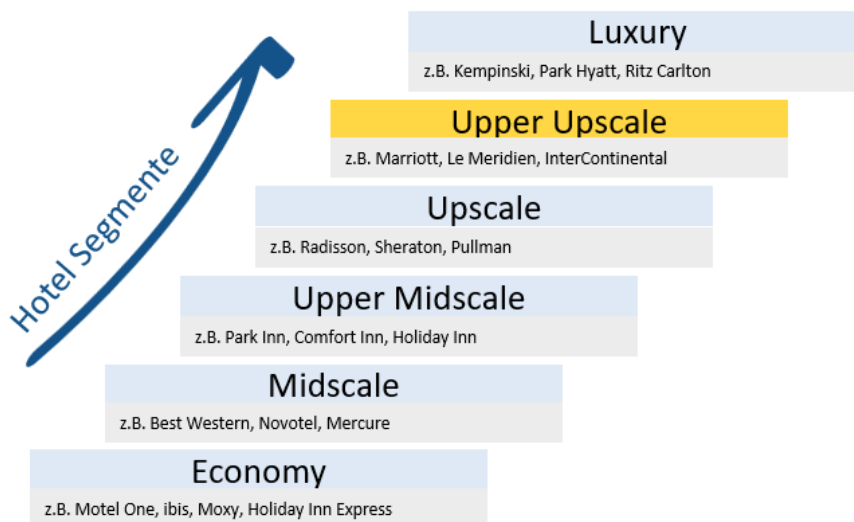 Luxury
z.B. Kempinski, Park Hyatt, Ritz Carlton
Upper Upscale
z.B. Marriott, Le Meridien, InterContinental
Hotel Segmente
Upscale
z.B. Radisson, Sheraton, Pullman
Upper Midscale
z.B. Park Inn, Comfort Inn, Holiday Inn
Midscale
z.B. Best Western, Novotel, Mercure
Economy
z.B. Motel One, ibis, Moxy, Holiday Inn Express